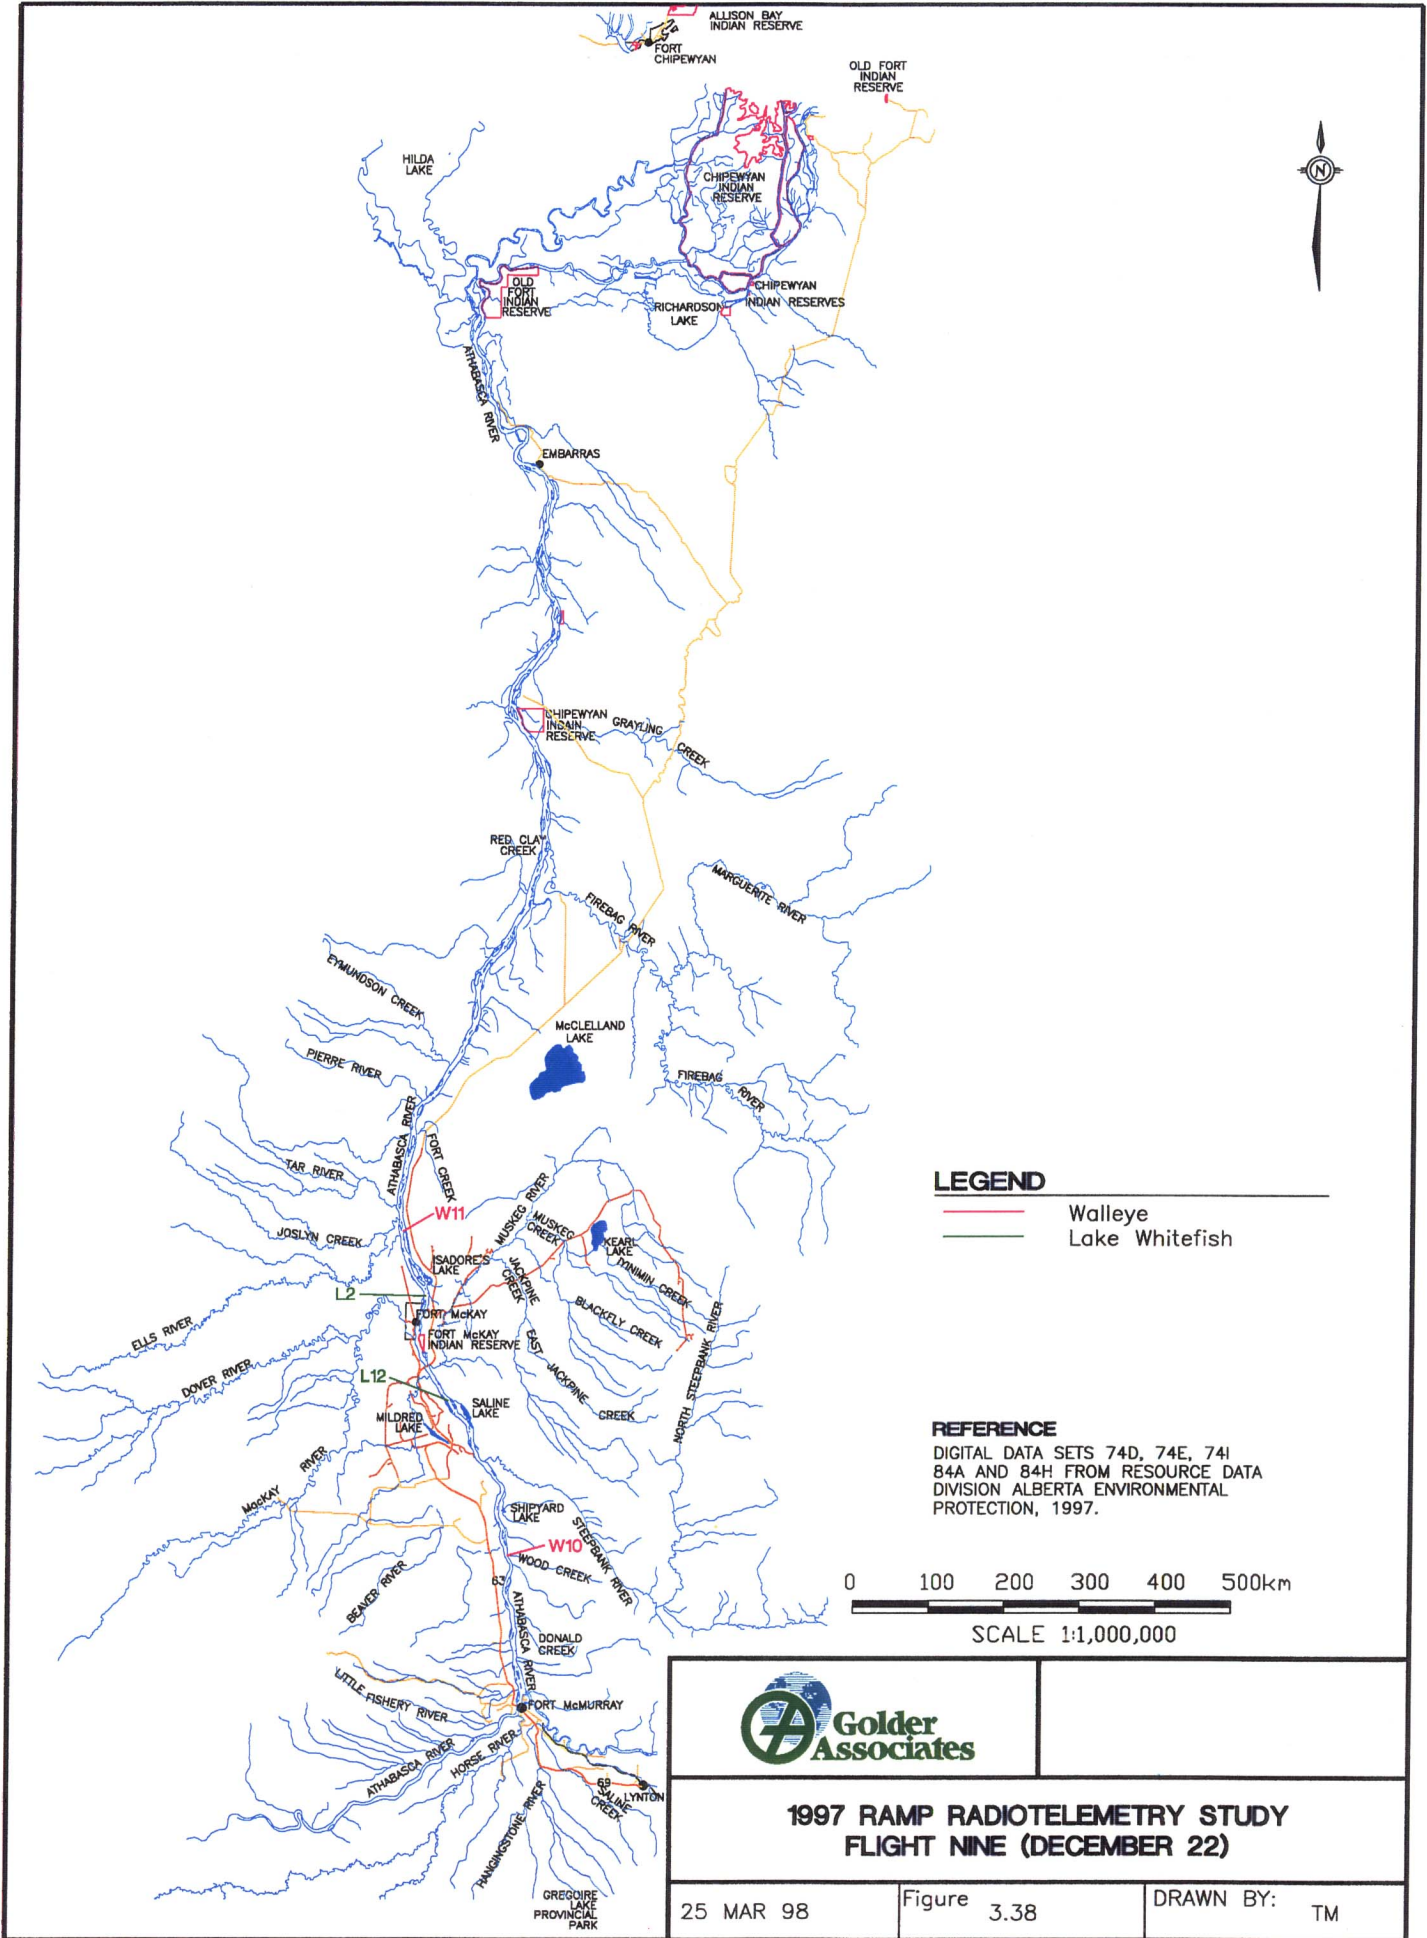 ALLISON BAY
INDIAN RESERVE
FORT
CHIPEWYAN
OLD FORT
INDIAN
RESERVE
HILDA
LAKE
N
CHIPEWYAN
INDIAN
RESERVE
OLD
FORT
INDIAN
RESERVE
CHIPEWYAN
INDIAN RESERVES
RICHARDSON
LAKE
ATHABASCA RIVER
EMBARRAS
CHIPEWYAN
INDAIN
RESERVE
GRAYLING
CREEK
RED CLAY
CREEK
MARGUERITE RIVER
FIREBAG RIVER
EYMUNDSON CREEK
McCLELLAND
LAKE
PIERRE RIVER
FIREBAG
RIVER
ATHABASCA RIVER
FORT CREEK
TAR RIVER
MUSKEG RIVER
W11
MUSKEG
CREEK
JOSLYN CREEK
KEARL
LAKE
ISADORE'S
LAKE
JACKPINE
CREEK
IYINIMIN CREEK
L2
BLACKFLY CREEK
FORT McKAY
ELLS RIVER
FORT McKAY
INDIAN RESERVE
EAST
JACKPINE
CREEK
NORTH STEEPBANK RIVER
DOVER RIVER
L12
SALINE
LAKE
MILDRED
LAKE
MacKAY
RIVER
SHIPYARD
LAKE
STEEPBANK RIVER
W10
WOOD CREEK
63
BEAVER RIVER
ATHABASCA RIVER
DONALD
CREEK
LITTLE FISHERY RIVER
FORT McMURRAY
ATHABASCA RIVER
HORSE RIVER
69
SALINE
CREEK
LYNTON
HANGINGSTONE RIVER
GREGOIRE
LAKE
PROVINCIAL
PARK
LEGEND
Walleye
Lake Whitefish
REFERENCE
DIGITAL DATA SETS 74D, 74E, 74I
84A AND 84H FROM RESOURCE DATA
DIVISION ALBERTA ENVIRONMENTAL
PROTECTION, 1997.
0 100 200 300 400 500km
SCALE 1:1,000,000
Golder
Associates
1997 RAMP RADIOTELEMETRY STUDY
FLIGHT NINE (DECEMBER 22)
25 MAR 98
Figure 3.38
DRAWN BY: TM